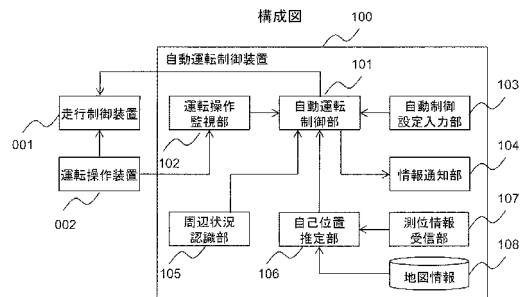 構成図
100
自動運転制御装置
101
走行制御装置
001
運転操作
監視部
102
自動運転
制御部
自動制御
設定入力部
103
運転操作装置
002
情報通知部
104
周辺状況
認識部
105
自己位置
推定部
106
測位情報
受信部
107
地図情報
108